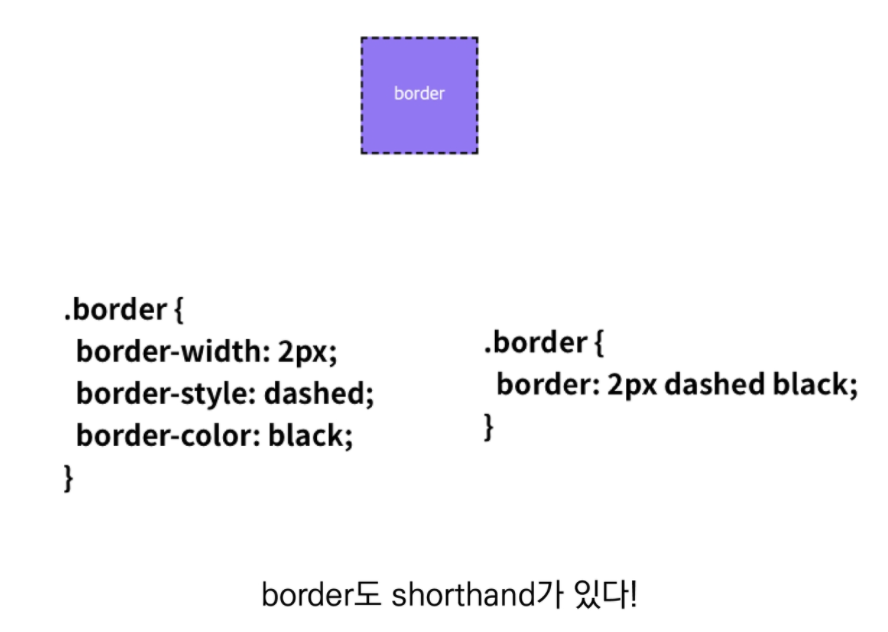 border
.border {
border-width: 2px;
border-style: dashed;
border-color: black;
}
.border {
border: 2px dashed black;
}
border도 shorthand가 있다!